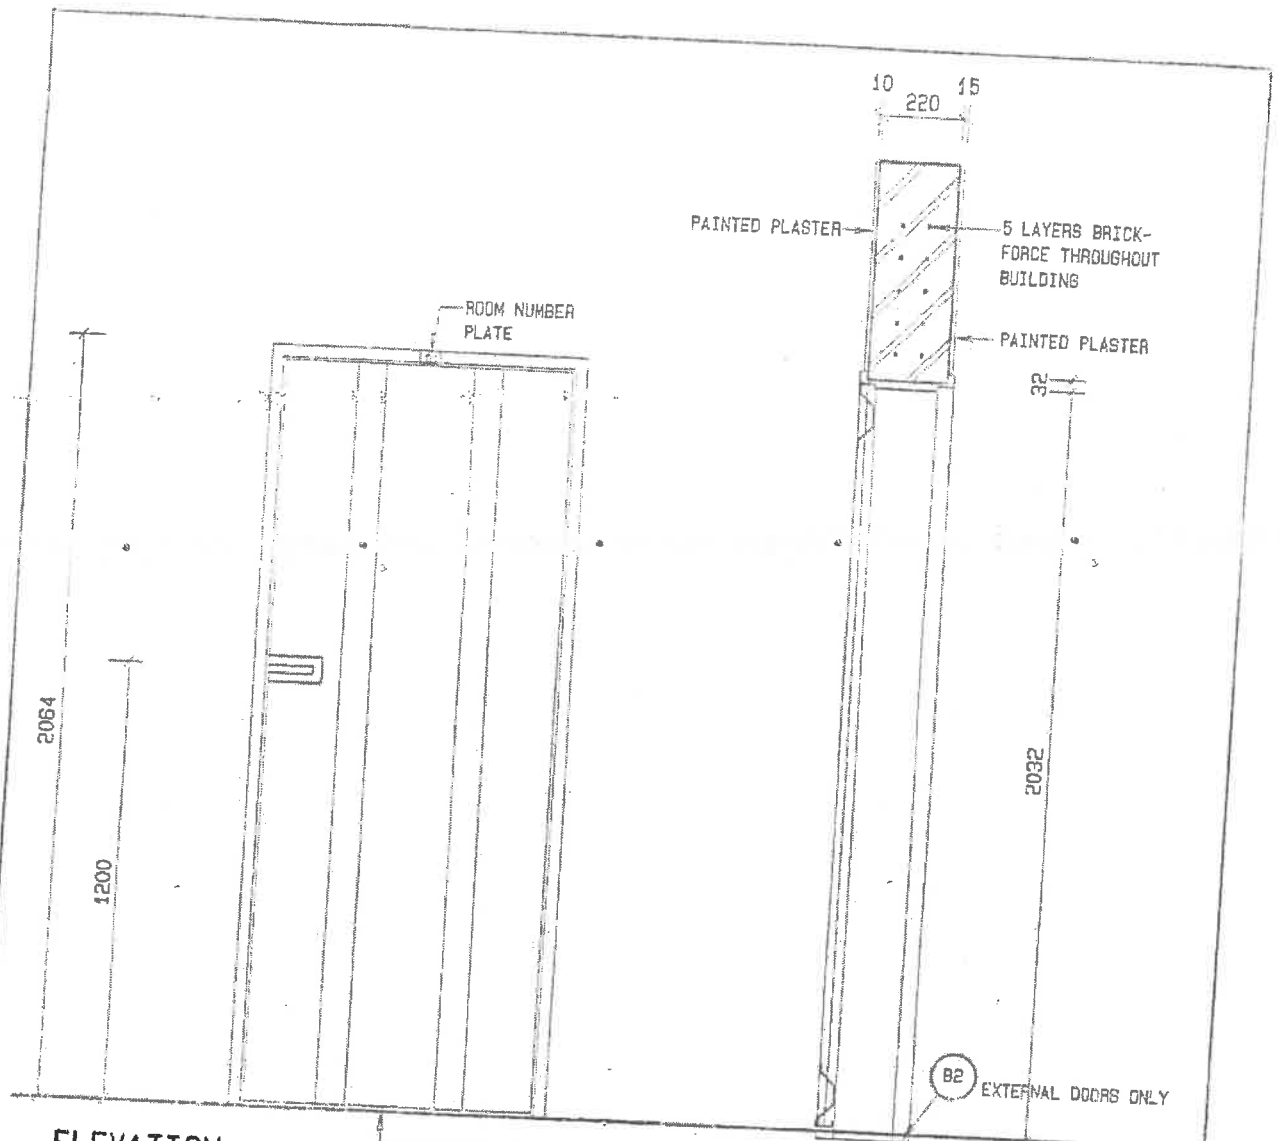 10 15
220
PAINTED PLASTER
5 LAYERS BRICK-
FORCE THROUGHOUT
BUILDING
ROOM NUMBER
PLATE
PAINTED PLASTER
32
2064
1200
2032
B2
EXTERNAL DOORS ONLY
ELEVATION